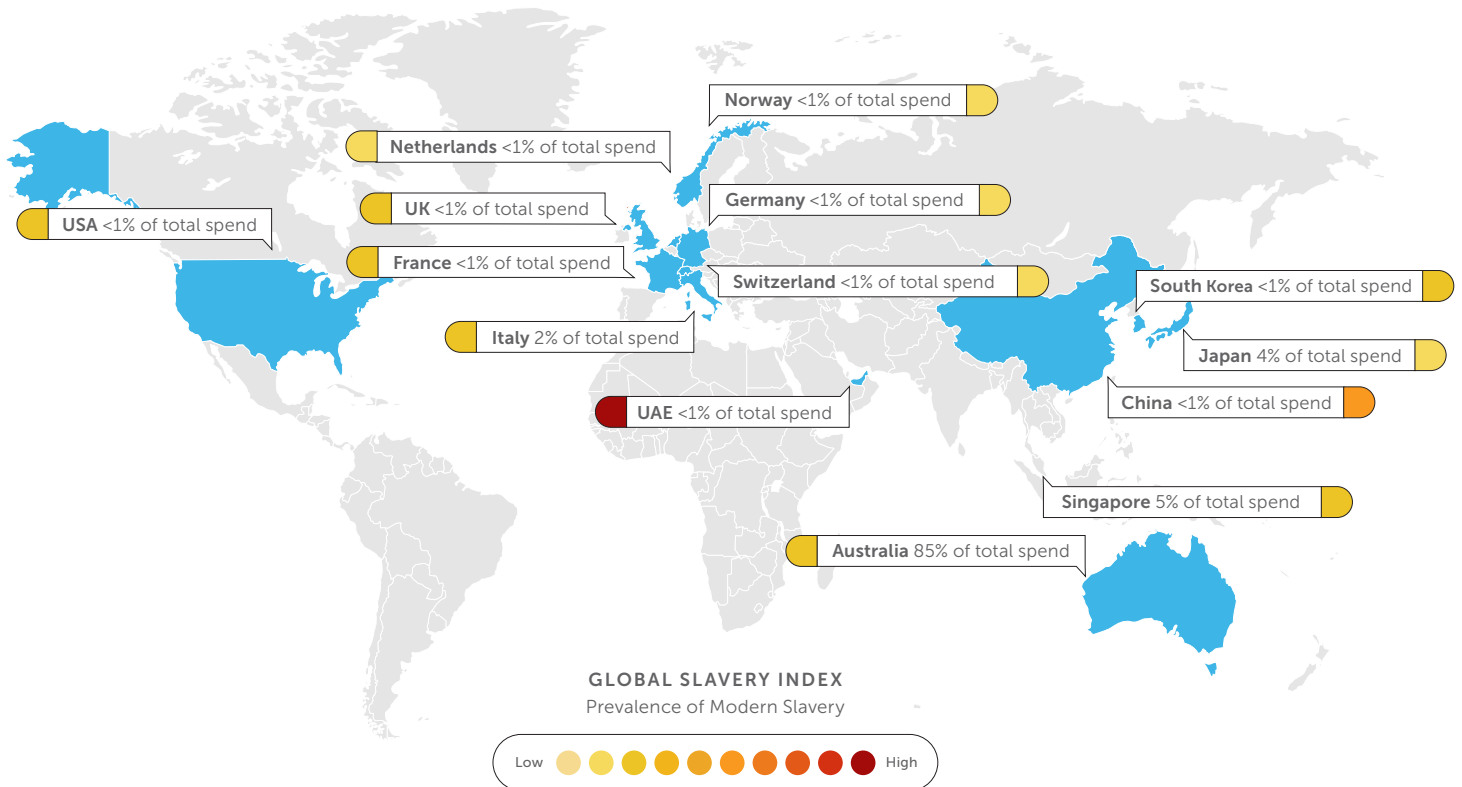 Norway <1% of total spend
Netherlands <1% of total spend
Germany <1% of total spend
UK <1% of total spend
USA <1% of total spend
France <1% of total spend
Switzerland <1% of total spend
South Korea <1% of total spend
Italy 2% of total spend
Japan 4% of total spend
China <1% of total spend
UAE <1% of total spend
Singapore 5% of total spend
Australia 85% of total spend
GLOBAL SLAVERY INDEX
Prevalence of Modern Slavery
Low High